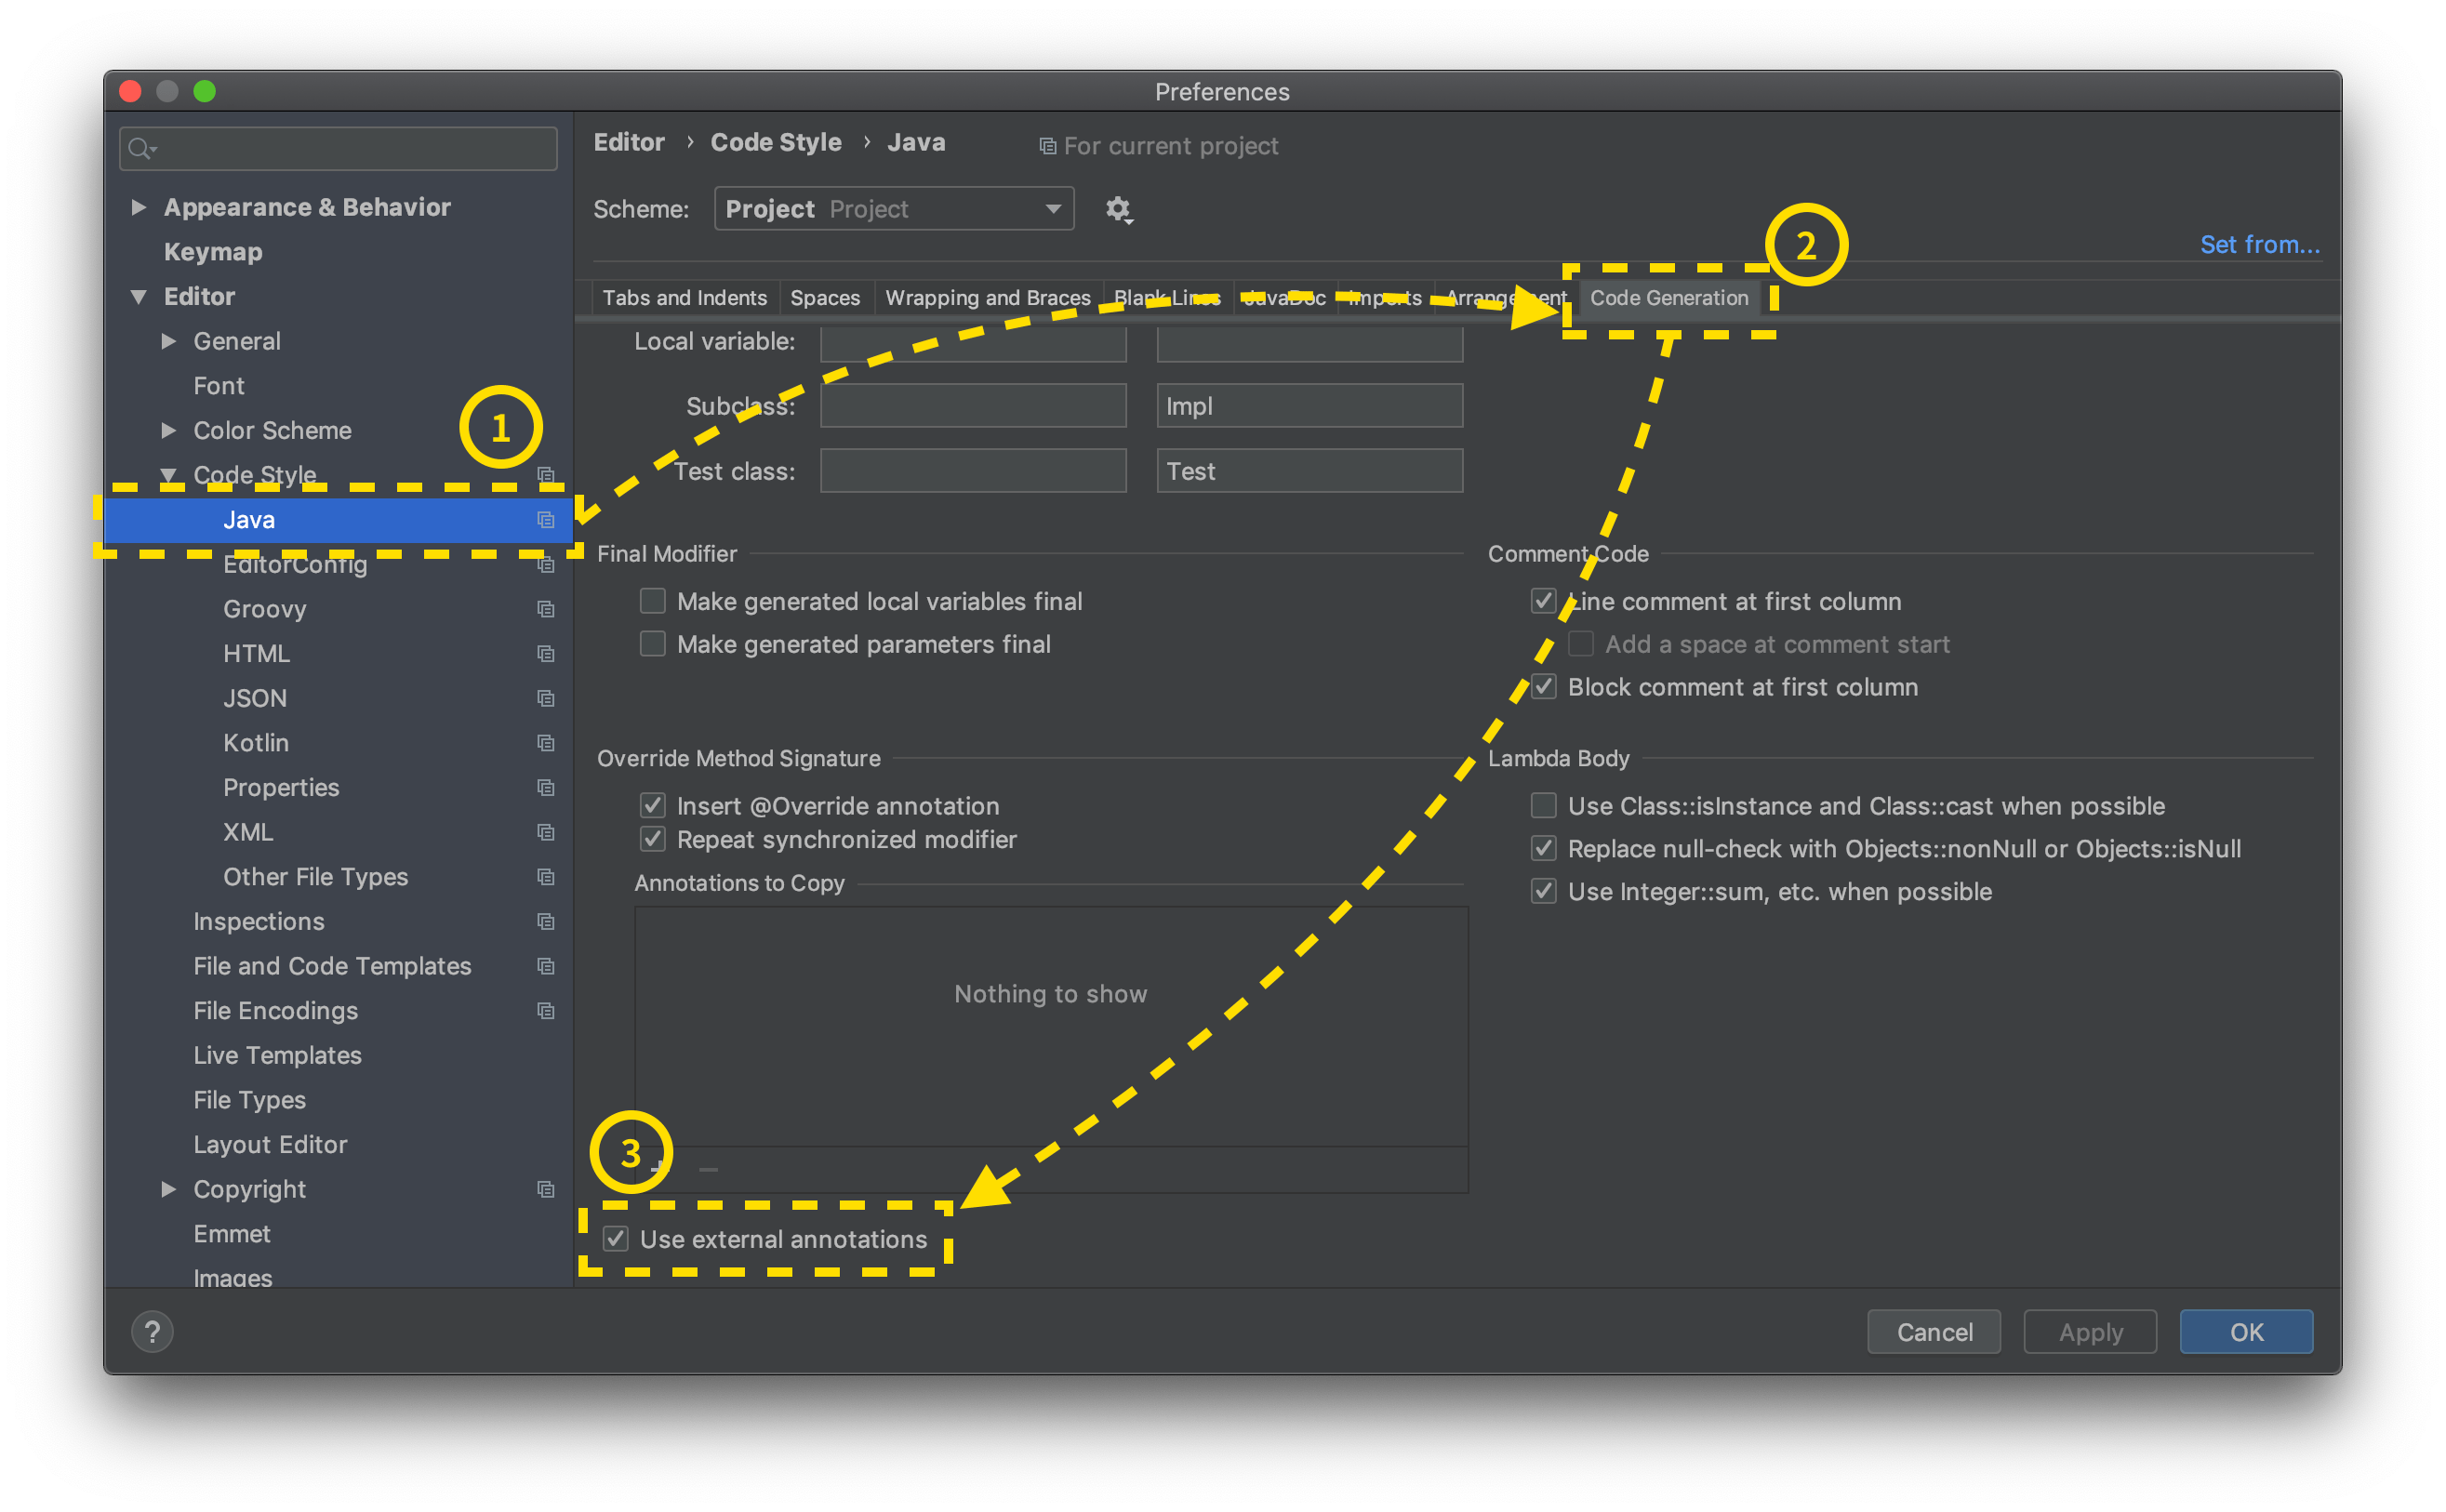 Preferences
Appearance & Behavior
Keymap
Editor
General
Font
Color Scheme
Code Style
Java
EditorConfig
Groovy
HTML
JSON
Kotlin
Properties
XML
Other File Types
Inspections
File and Code Templates
File Encodings
Live Templates
File Types
Layout Editor
Copyright
Emmet
Images
1
Editor › Code Style › Java For current project
Scheme: Project Project
2
Set from...
Tabs and Indents Spaces Wrapping and Braces Blank Lines JavaDoc Imports Arrangement Code Generation
Local variable:
Subclass: Impl
Test class: Test
Final Modifier
Make generated local variables final
Make generated parameters final
Comment Code
Line comment at first column
Add a space at comment start
Block comment at first column
Override Method Signature
Insert @Override annotation
Repeat synchronized modifier
Annotations to Copy
Nothing to show
Lambda Body
Use Class::isInstance and Class::cast when possible
Replace null-check with Objects::nonNull or Objects::isNull
Use Integer::sum, etc. when possible
3
Use external annotations
? Cancel Apply OK